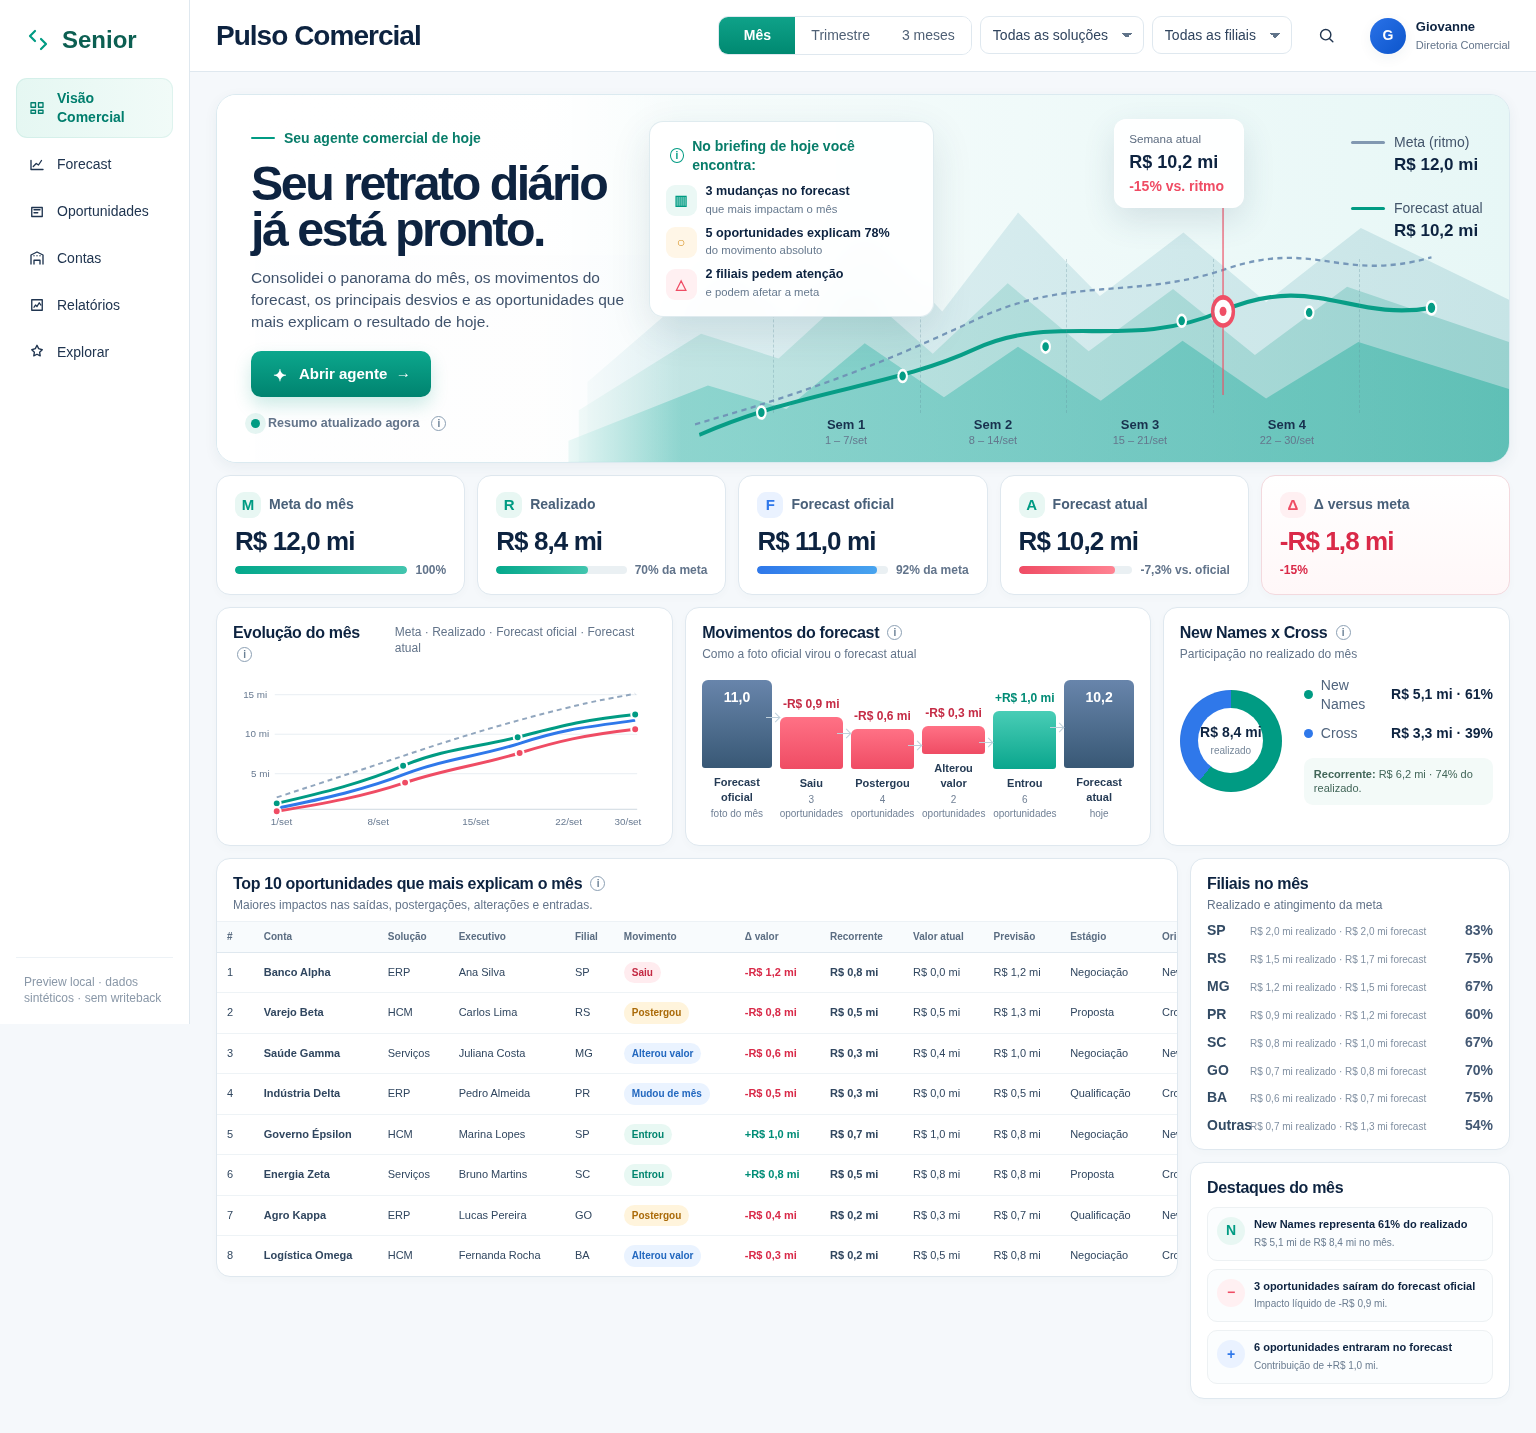 Senior
Visão
Comercial
Forecast
Oportunidades
Contas
Relatórios
Explorar
Preview local · dados
sintéticos · sem writeback
Pulso Comercial
Mês
Trimestre
3 meses
Todas as soluções
Todas as filiais
G
Giovanne
Diretoria Comercial
Seu agente comercial de hoje
Seu retrato diário
já está pronto.
Consolidei o panorama do mês, os movimentos do
forecast, os principais desvios e as oportunidades que
mais explicam o resultado de hoje.
Abrir agente →
Resumo atualizado agora i
i No briefing de hoje você
encontra:
3 mudanças no forecast
que mais impactam o mês
5 oportunidades explicam 78%
do movimento absoluto
2 filiais pedem atenção
e podem afetar a meta
Semana atual
R$ 10,2 mi
-15% vs. ritmo
Meta (ritmo)
R$ 12,0 mi
Forecast atual
R$ 10,2 mi
Sem 1
1 – 7/set
Sem 2
8 – 14/set
Sem 3
15 – 21/set
Sem 4
22 – 30/set
M Meta do mês
R$ 12,0 mi
100%
R Realizado
R$ 8,4 mi
70% da meta
F Forecast oficial
R$ 11,0 mi
92% da meta
A Forecast atual
R$ 10,2 mi
-7,3% vs. oficial
Δ Δ versus meta
-R$ 1,8 mi
-15%
Evolução do mês
i
Meta · Realizado · Forecast oficial · Forecast
atual
15 mi
10 mi
5 mi
1/set 8/set 15/set 22/set 30/set
Movimentos do forecast i
Como a foto oficial virou o forecast atual
11,0
Forecast
oficial
foto do mês
-R$ 0,9 mi
Saiu
3
oportunidades
-R$ 0,6 mi
Postergou
4
oportunidades
-R$ 0,3 mi
Alterou
valor
2
oportunidades
+R$ 1,0 mi
Entrou
6
oportunidades
10,2
Forecast
atual
hoje
New Names x Cross i
Participação no realizado do mês
R$ 8,4 mi
realizado
New
Names
R$ 5,1 mi · 61%
Cross R$ 3,3 mi · 39%
Recorrente: R$ 6,2 mi · 74% do
realizado.
Top 10 oportunidades que mais explicam o mês i
Maiores impactos nas saídas, postergações, alterações e entradas.
# Conta Solução Executivo Filial Movimento Δ valor Recorrente Valor atual Previsão Estágio Ori
1 Banco Alpha ERP Ana Silva SP Saiu -R$ 1,2 mi R$ 0,8 mi R$ 0,0 mi R$ 1,2 mi Negociação Ne
2 Varejo Beta HCM Carlos Lima RS Postergou -R$ 0,8 mi R$ 0,5 mi R$ 0,5 mi R$ 1,3 mi Proposta Cro
3 Saúde Gamma Serviços Juliana Costa MG Alterou valor -R$ 0,6 mi R$ 0,3 mi R$ 0,4 mi R$ 1,0 mi Negociação Ne
4 Indústria Delta ERP Pedro Almeida PR Mudou de mês -R$ 0,5 mi R$ 0,3 mi R$ 0,0 mi R$ 0,5 mi Qualificação Cro
5 Governo Épsilon HCM Marina Lopes SP Entrou +R$ 1,0 mi R$ 0,7 mi R$ 1,0 mi R$ 0,8 mi Negociação Ne
6 Energia Zeta Serviços Bruno Martins SC Entrou +R$ 0,8 mi R$ 0,5 mi R$ 0,8 mi R$ 0,8 mi Proposta Cro
7 Agro Kappa ERP Lucas Pereira GO Postergou -R$ 0,4 mi R$ 0,2 mi R$ 0,3 mi R$ 0,7 mi Qualificação Ne
8 Logística Omega HCM Fernanda Rocha BA Alterou valor -R$ 0,3 mi R$ 0,2 mi R$ 0,5 mi R$ 0,8 mi Negociação Cro
Filiais no mês
Realizado e atingimento da meta
SP R$ 2,0 mi realizado · R$ 2,0 mi forecast 83%
RS R$ 1,5 mi realizado · R$ 1,7 mi forecast 75%
MG R$ 1,2 mi realizado · R$ 1,5 mi forecast 67%
PR R$ 0,9 mi realizado · R$ 1,2 mi forecast 60%
SC R$ 0,8 mi realizado · R$ 1,0 mi forecast 67%
GO R$ 0,7 mi realizado · R$ 0,8 mi forecast 70%
BA R$ 0,6 mi realizado · R$ 0,7 mi forecast 75%
Outras R$ 0,7 mi realizado · R$ 1,3 mi forecast 54%
Destaques do mês
N New Names representa 61% do realizado
R$ 5,1 mi de R$ 8,4 mi no mês.
− 3 oportunidades saíram do forecast oficial
Impacto líquido de -R$ 0,9 mi.
+ 6 oportunidades entraram no forecast
Contribuição de +R$ 1,0 mi.